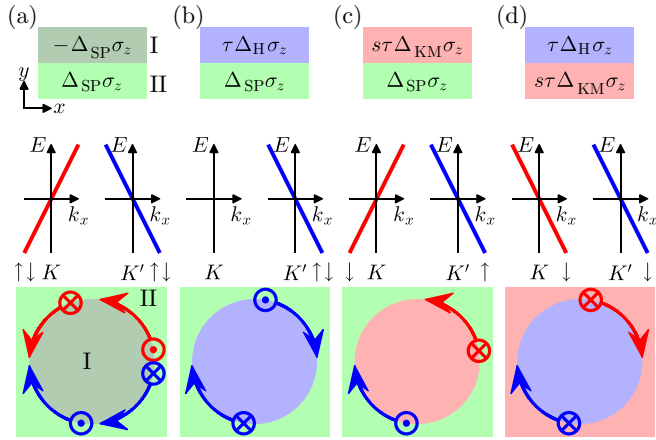 (a) (b) (c) (d)
−Δ_SP σ_z I τΔ_H σ_z sτΔ_KM σ_z τΔ_H σ_z
Δ_SP σ_z II Δ_SP σ_z Δ_SP σ_z sτΔ_KM σ_z
y
x
E E E E E E E E
k_x k_x k_x k_x k_x k_x k_x k_x
↑↓ K K′ ↑↓ K K′ ↑↓ ↓ K K′ ↑ K ↓ K′ ↓
II
I